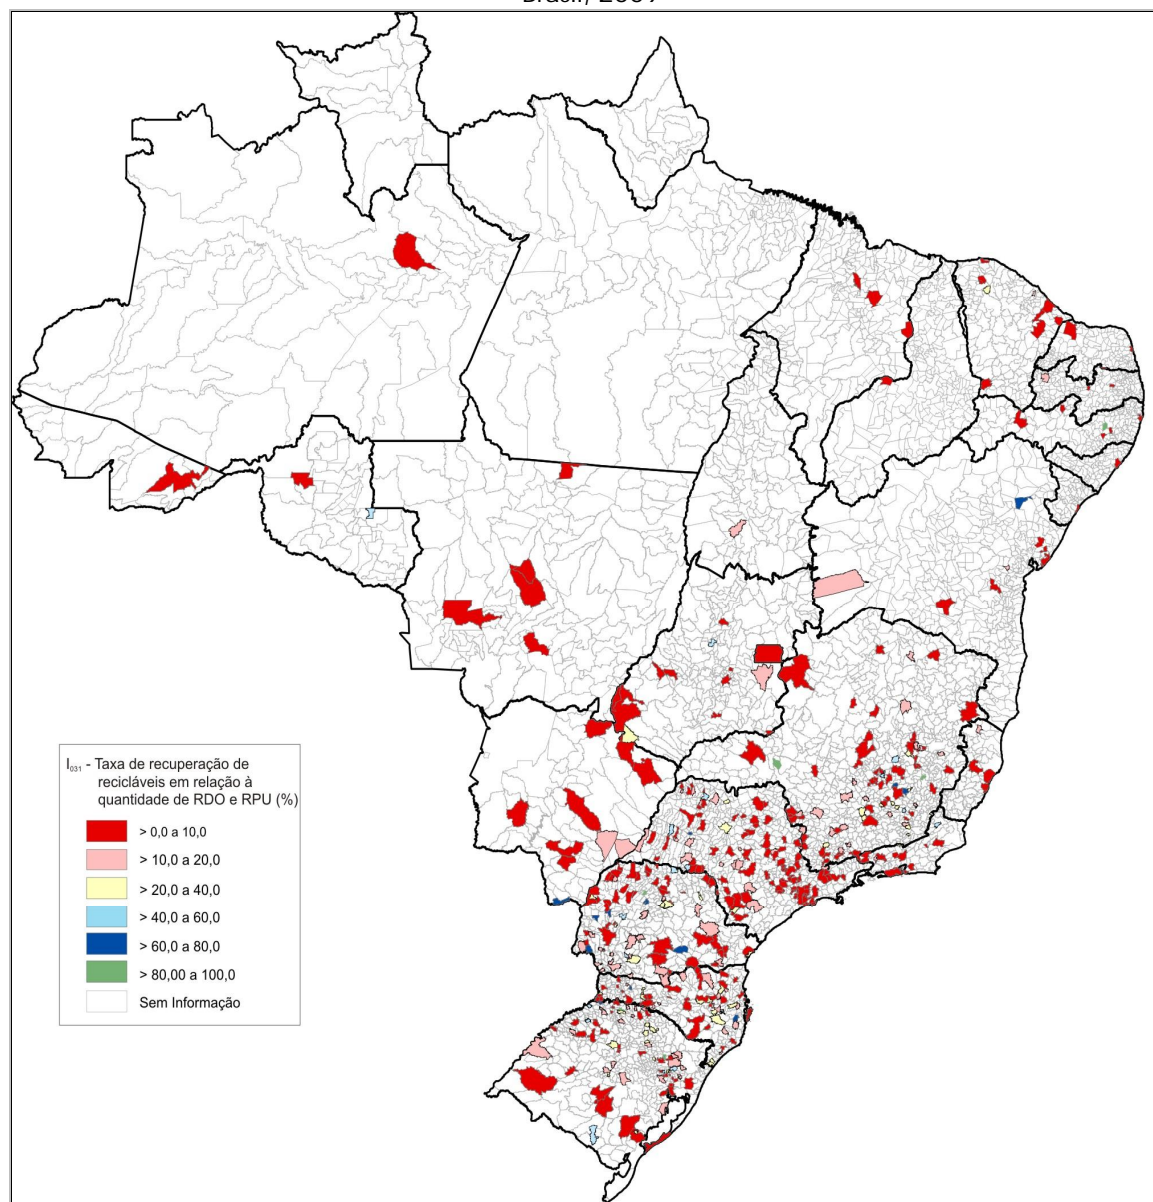 Brasil, 2009
I031 - Taxa de recuperação de
recicláveis em relação à
quantidade de RDO e RPU (%)
> 0,0 a 10,0
> 10,0 a 20,0
> 20,0 a 40,0
> 40,0 a 60,0
> 60,0 a 80,0
> 80,00 a 100,0
Sem Informação